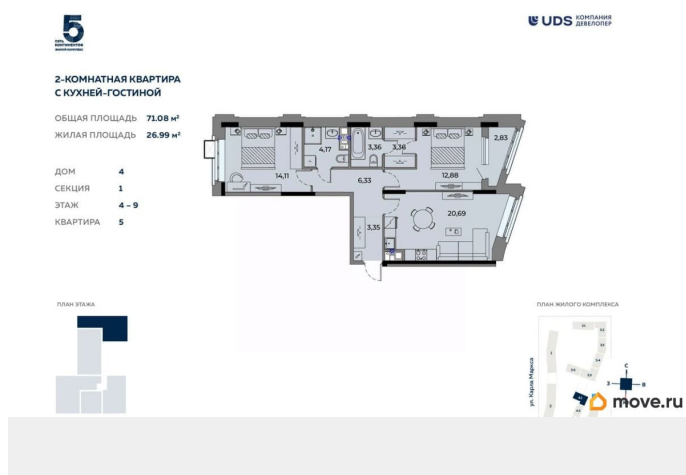 5
ПЯТЬ
КОНТИНЕНТОВ
UDS КОМПАНИЯ
ДЕВЕЛОПЕР
2-КОМНАТНАЯ КВАРТИРА
С КУХНЕЙ-ГОСТИНОЙ
ОБЩАЯ ПЛОЩАДЬ 71.08 м²
ЖИЛАЯ ПЛОЩАДЬ 26.99 м²
ДОМ 4
СЕКЦИЯ 1
ЭТАЖ 4 – 9
КВАРТИРА 5
2,83
4,17
3,36
3,36
14,11
6,33
12,88
20,69
3,35
ПЛАН ЭТАЖА
ПЛАН ЖИЛОГО КОМПЛЕКСА
ул. Карла Маркса
С
З
В
move.ru